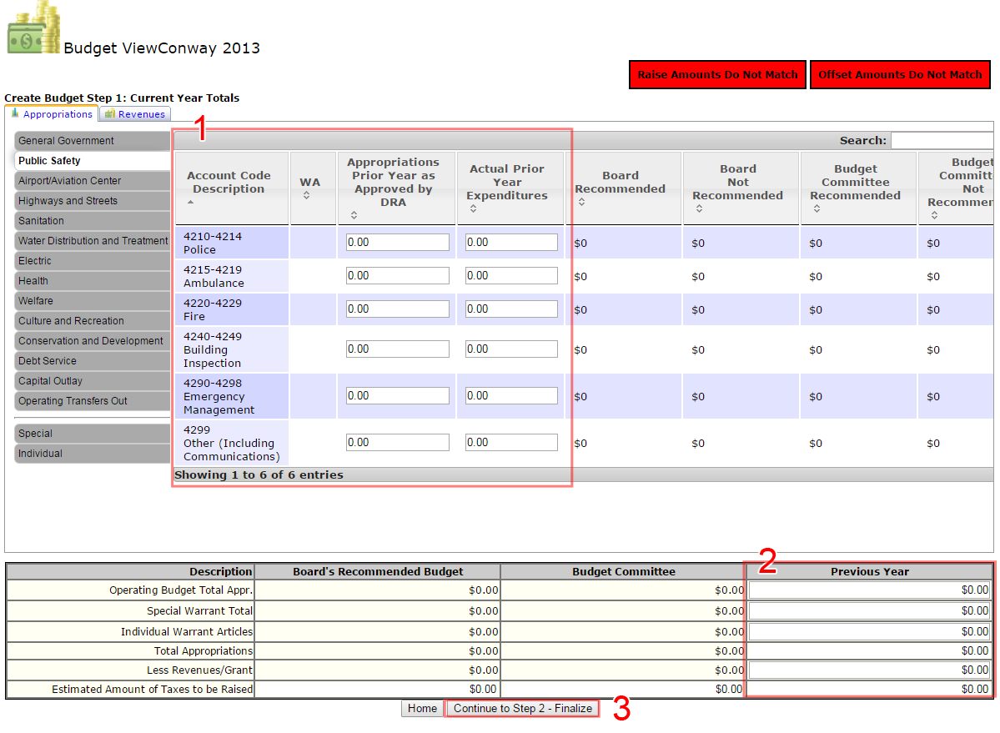 Budget ViewConway 2013
Raise Amounts Do Not Match
Offset Amounts Do Not Match
Create Budget Step 1: Current Year Totals
Appropriations
Revenues
1
General Government
Public Safety
Airport/Aviation Center
Highways and Streets
Sanitation
Water Distribution and Treatment
Electric
Health
Welfare
Culture and Recreation
Conservation and Development
Debt Service
Capital Outlay
Operating Transfers Out
Special
Individual
Search:
Account Code
Description
WA
Appropriations
Prior Year as
Approved by
DRA
Actual Prior
Year
Expenditures
Board
Recommended
Board
Not
Recommended
Budget
Committee
Recommended
Budget
Committ
Not
Recommen
4210-4214
Police
0.00
0.00
$0
$0
$0
$0
4215-4219
Ambulance
0.00
0.00
$0
$0
$0
$0
4220-4229
Fire
0.00
0.00
$0
$0
$0
$0
4240-4249
Building
Inspection
0.00
0.00
$0
$0
$0
$0
4290-4298
Emergency
Management
0.00
0.00
$0
$0
$0
$0
4299
Other (Including
Communications)
0.00
0.00
$0
$0
$0
$0
Showing 1 to 6 of 6 entries
2
Description Board's Recommended Budget Budget Committee Previous Year
Operating Budget Total Appr. $0.00 $0.00 $0.00
Special Warrant Total $0.00 $0.00 $0.00
Individual Warrant Articles $0.00 $0.00 $0.00
Total Appropriations $0.00 $0.00 $0.00
Less Revenues/Grant $0.00 $0.00 $0.00
Estimated Amount of Taxes to be Raised $0.00 $0.00 $0.00
Home
Continue to Step 2 - Finalize
3